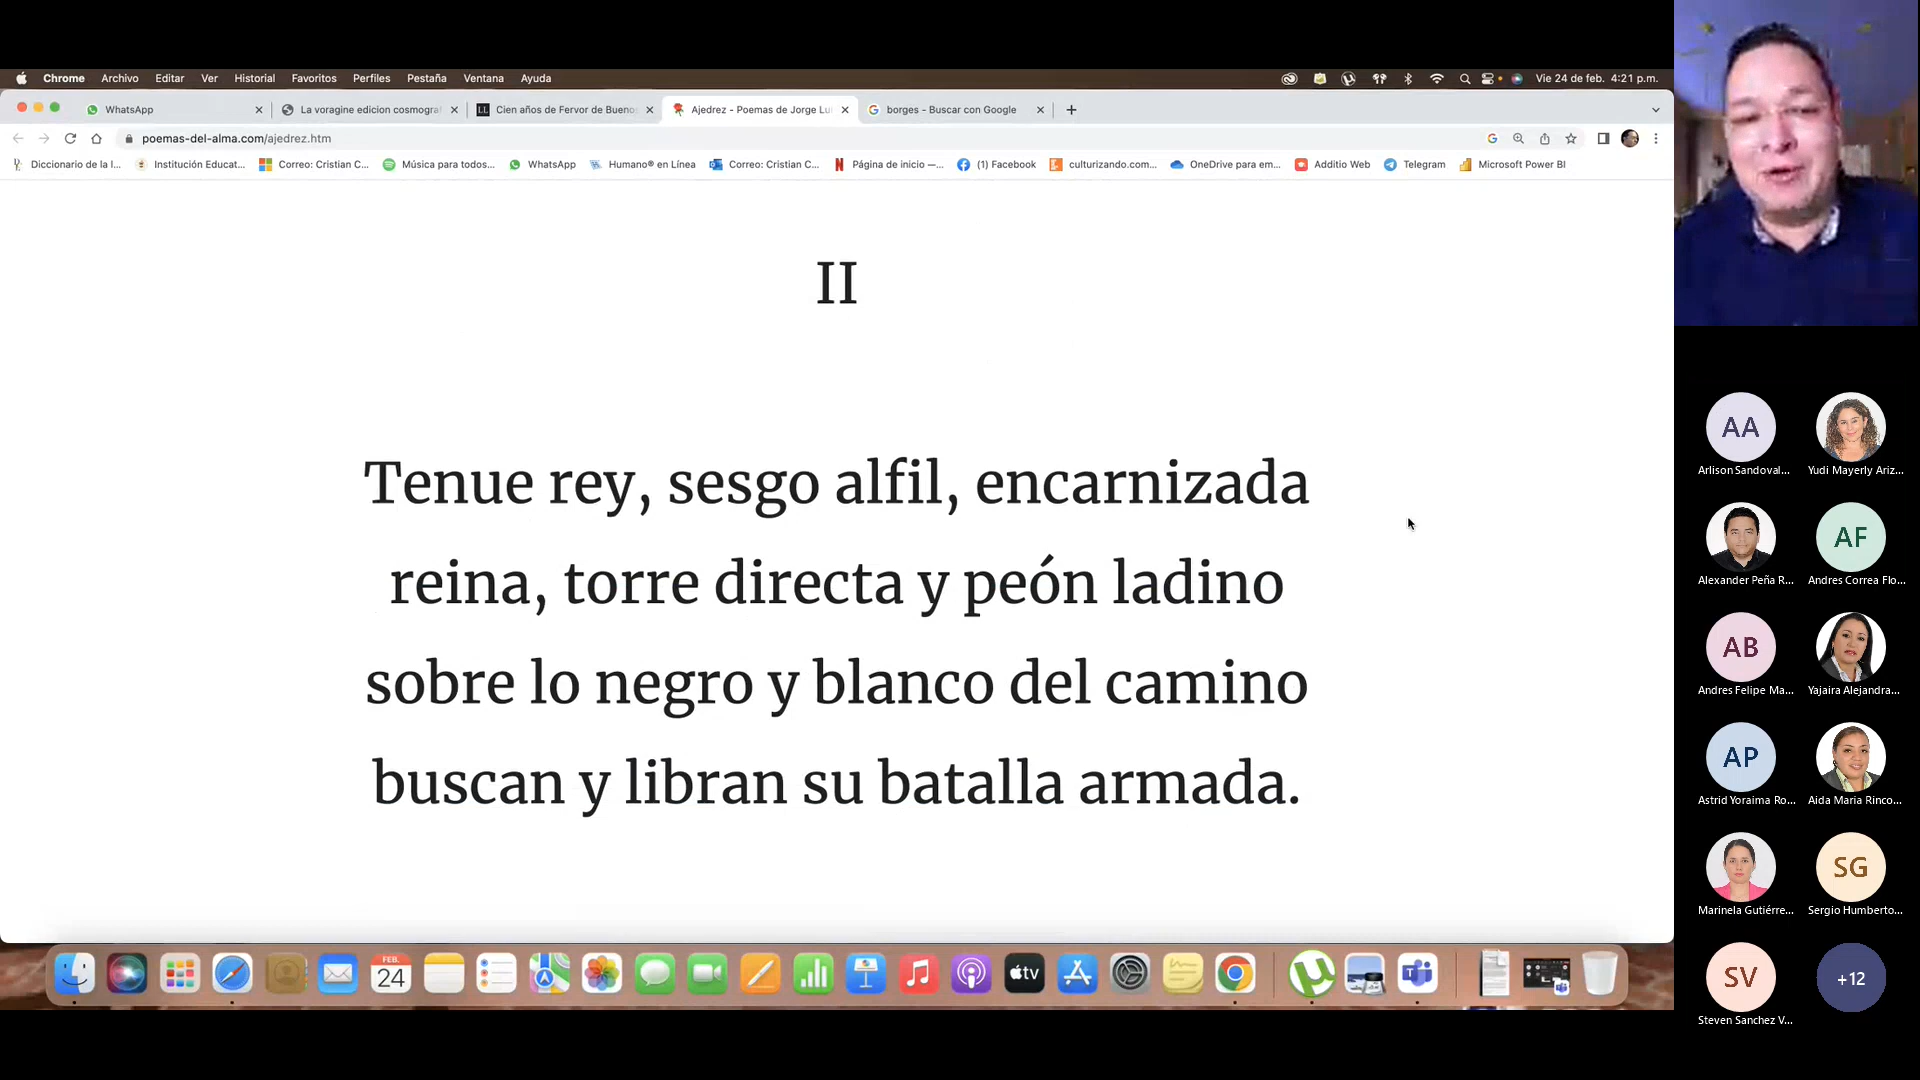 Chrome Archivo Editar Ver Historial Favoritos Perfiles Pestaña Ventana Ayuda Vie 24 de feb. 4:21 p.m.
WhatsApp La voragine edicion cosmogra Cien años de Fervor de Bueno Ajedrez - Poemas de Jorge Lu borges - Buscar con Google
poemas-del-alma.com/ajedrez.htm
Diccionario de la l... Institución Educat... Correo: Cristian C... Música para todos... WhatsApp Humano® en Línea Correo: Cristian C... Página de inicio —... (1) Facebook culturizando.com... OneDrive para em... Additio Web Telegram Microsoft Power BI
II
Tenue rey, sesgo alfil, encarnizada
reina, torre directa y peón ladino
sobre lo negro y blanco del camino
buscan y libran su batalla armada.
FEB.
24
tv
AA
Arlison Sandoval... Yudi Mayerly Ariz...
AF
Alexander Peña R... Andres Correa Flo...
AB
Andres Felipe Ma... Yajaira Alejandra...
AP
Astrid Yoraima Ro... Aida Maria Rinco...
SG
Marinela Gutiérre... Sergio Humberto...
SV +12
Steven Sanchez V...